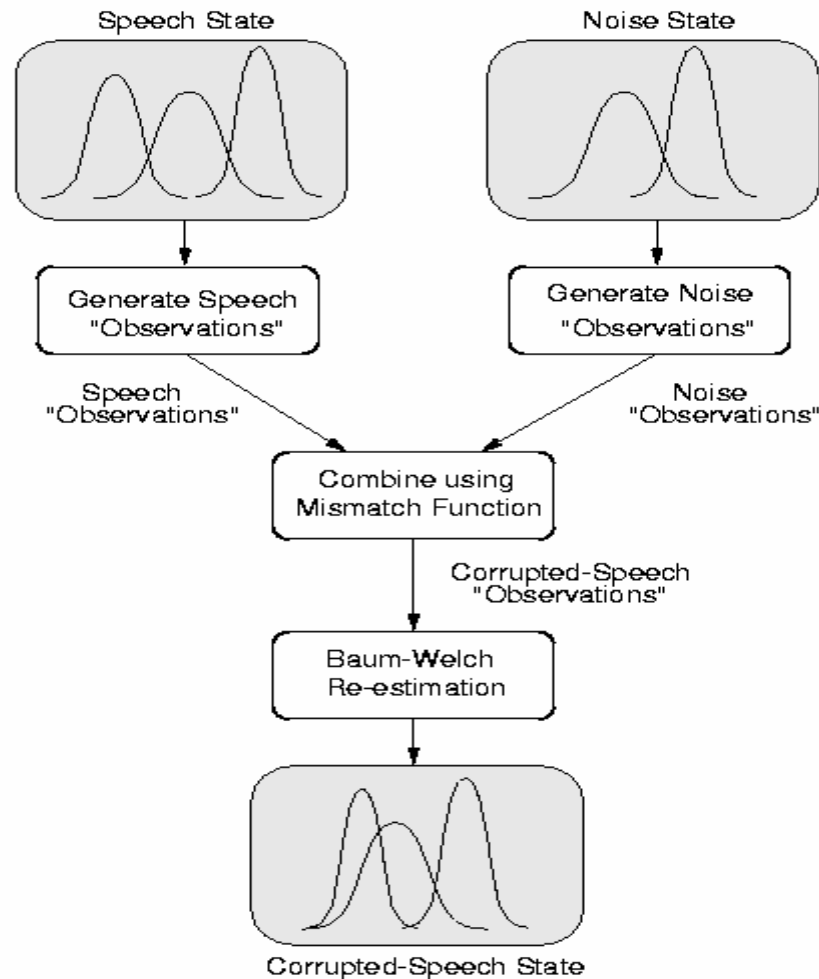 Speech State
Noise State
Generate Speech
"Observations"
Generate Noise
"Observations"
Speech
"Observations"
Noise
"Observations"
Combine using
Mismatch Function
Corrupted-Speech
"Observations"
Baum-Welch
Re-estimation
Corrupted-Speech State